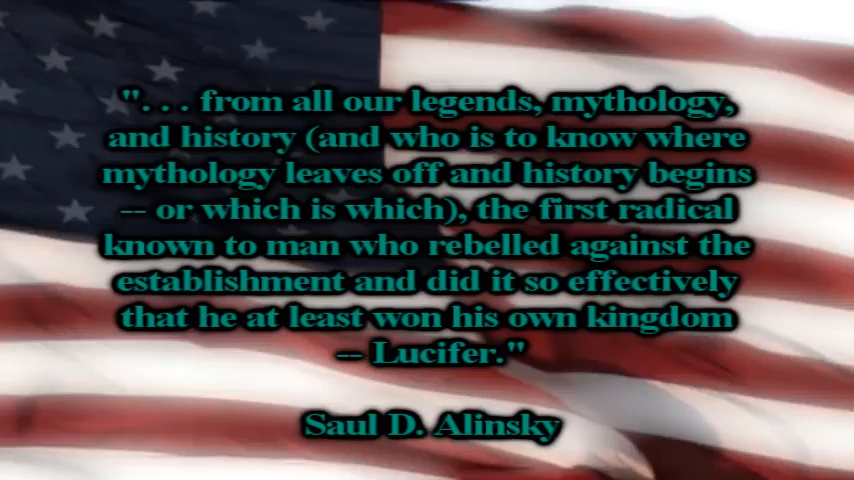 ". . . from all our legends, mythology,
and history (and who is to know where
mythology leaves off and history begins
-- or which is which), the first radical
known to man who rebelled against the
establishment and did it so effectively
that he at least won his own kingdom
-- Lucifer."
Saul D. Alinsky